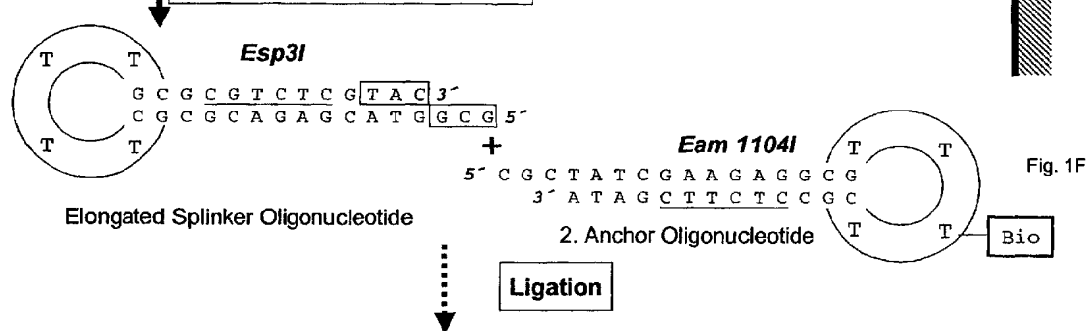 Esp3I
T T
G C G C G T C T C G T A C 3´
C G C G C A G A G C A T G G C G 5´
T T
+
Elongated Splinker Oligonucleotide
Eam 1104I
T T
5´ C G C T A T C G A A G A G G C G
3´ A T A G C T T C T C C G C
T T
Bio
2. Anchor Oligonucleotide
Fig. 1F
Ligation